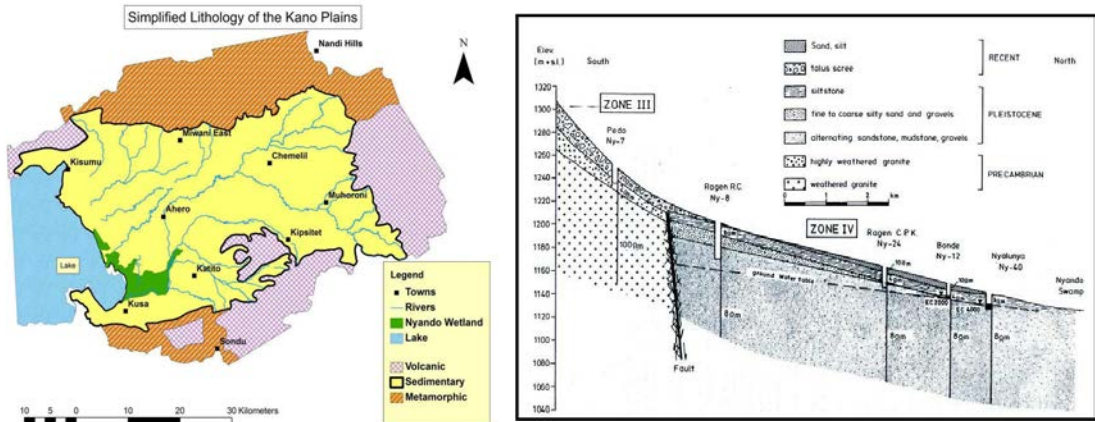 Simplified Lithology of the Kano Plains
Nandi Hills
N
Miwani East
Kisumu
Chemelil
Muhoroni
Ahero
Kipsitet
Lake
Katito
Kusa
Sondu
Legend
Towns
Rivers
Nyando Wetland
Lake
Volcanic
Sedimentary
Metamorphic
10 5 0 10 20 30 Kilometers
Elev.
South
North
ZONE III
Sand, silt
talus scree
RECENT
siltstone
fine to coarse silty sand and gravels
PLEISTOCENE
alternating sandstone, mudstone, gravels
highly weathered granite
PRECAMBRIAN
weathered granite
km
1300
1280
1260
1240
1220
1200
1180
1160
1140
1120
1100
1080
1060
1040
Pedo
Ny-7
Ragen R.C.
Ny-8
ZONE IV
Ragen C.P.K.
Ny-24
Bonde
Ny-12
Nyalunya
Ny-40
Nyando
Swamp
ground Water table
EC 2000
EC 4000
Fault